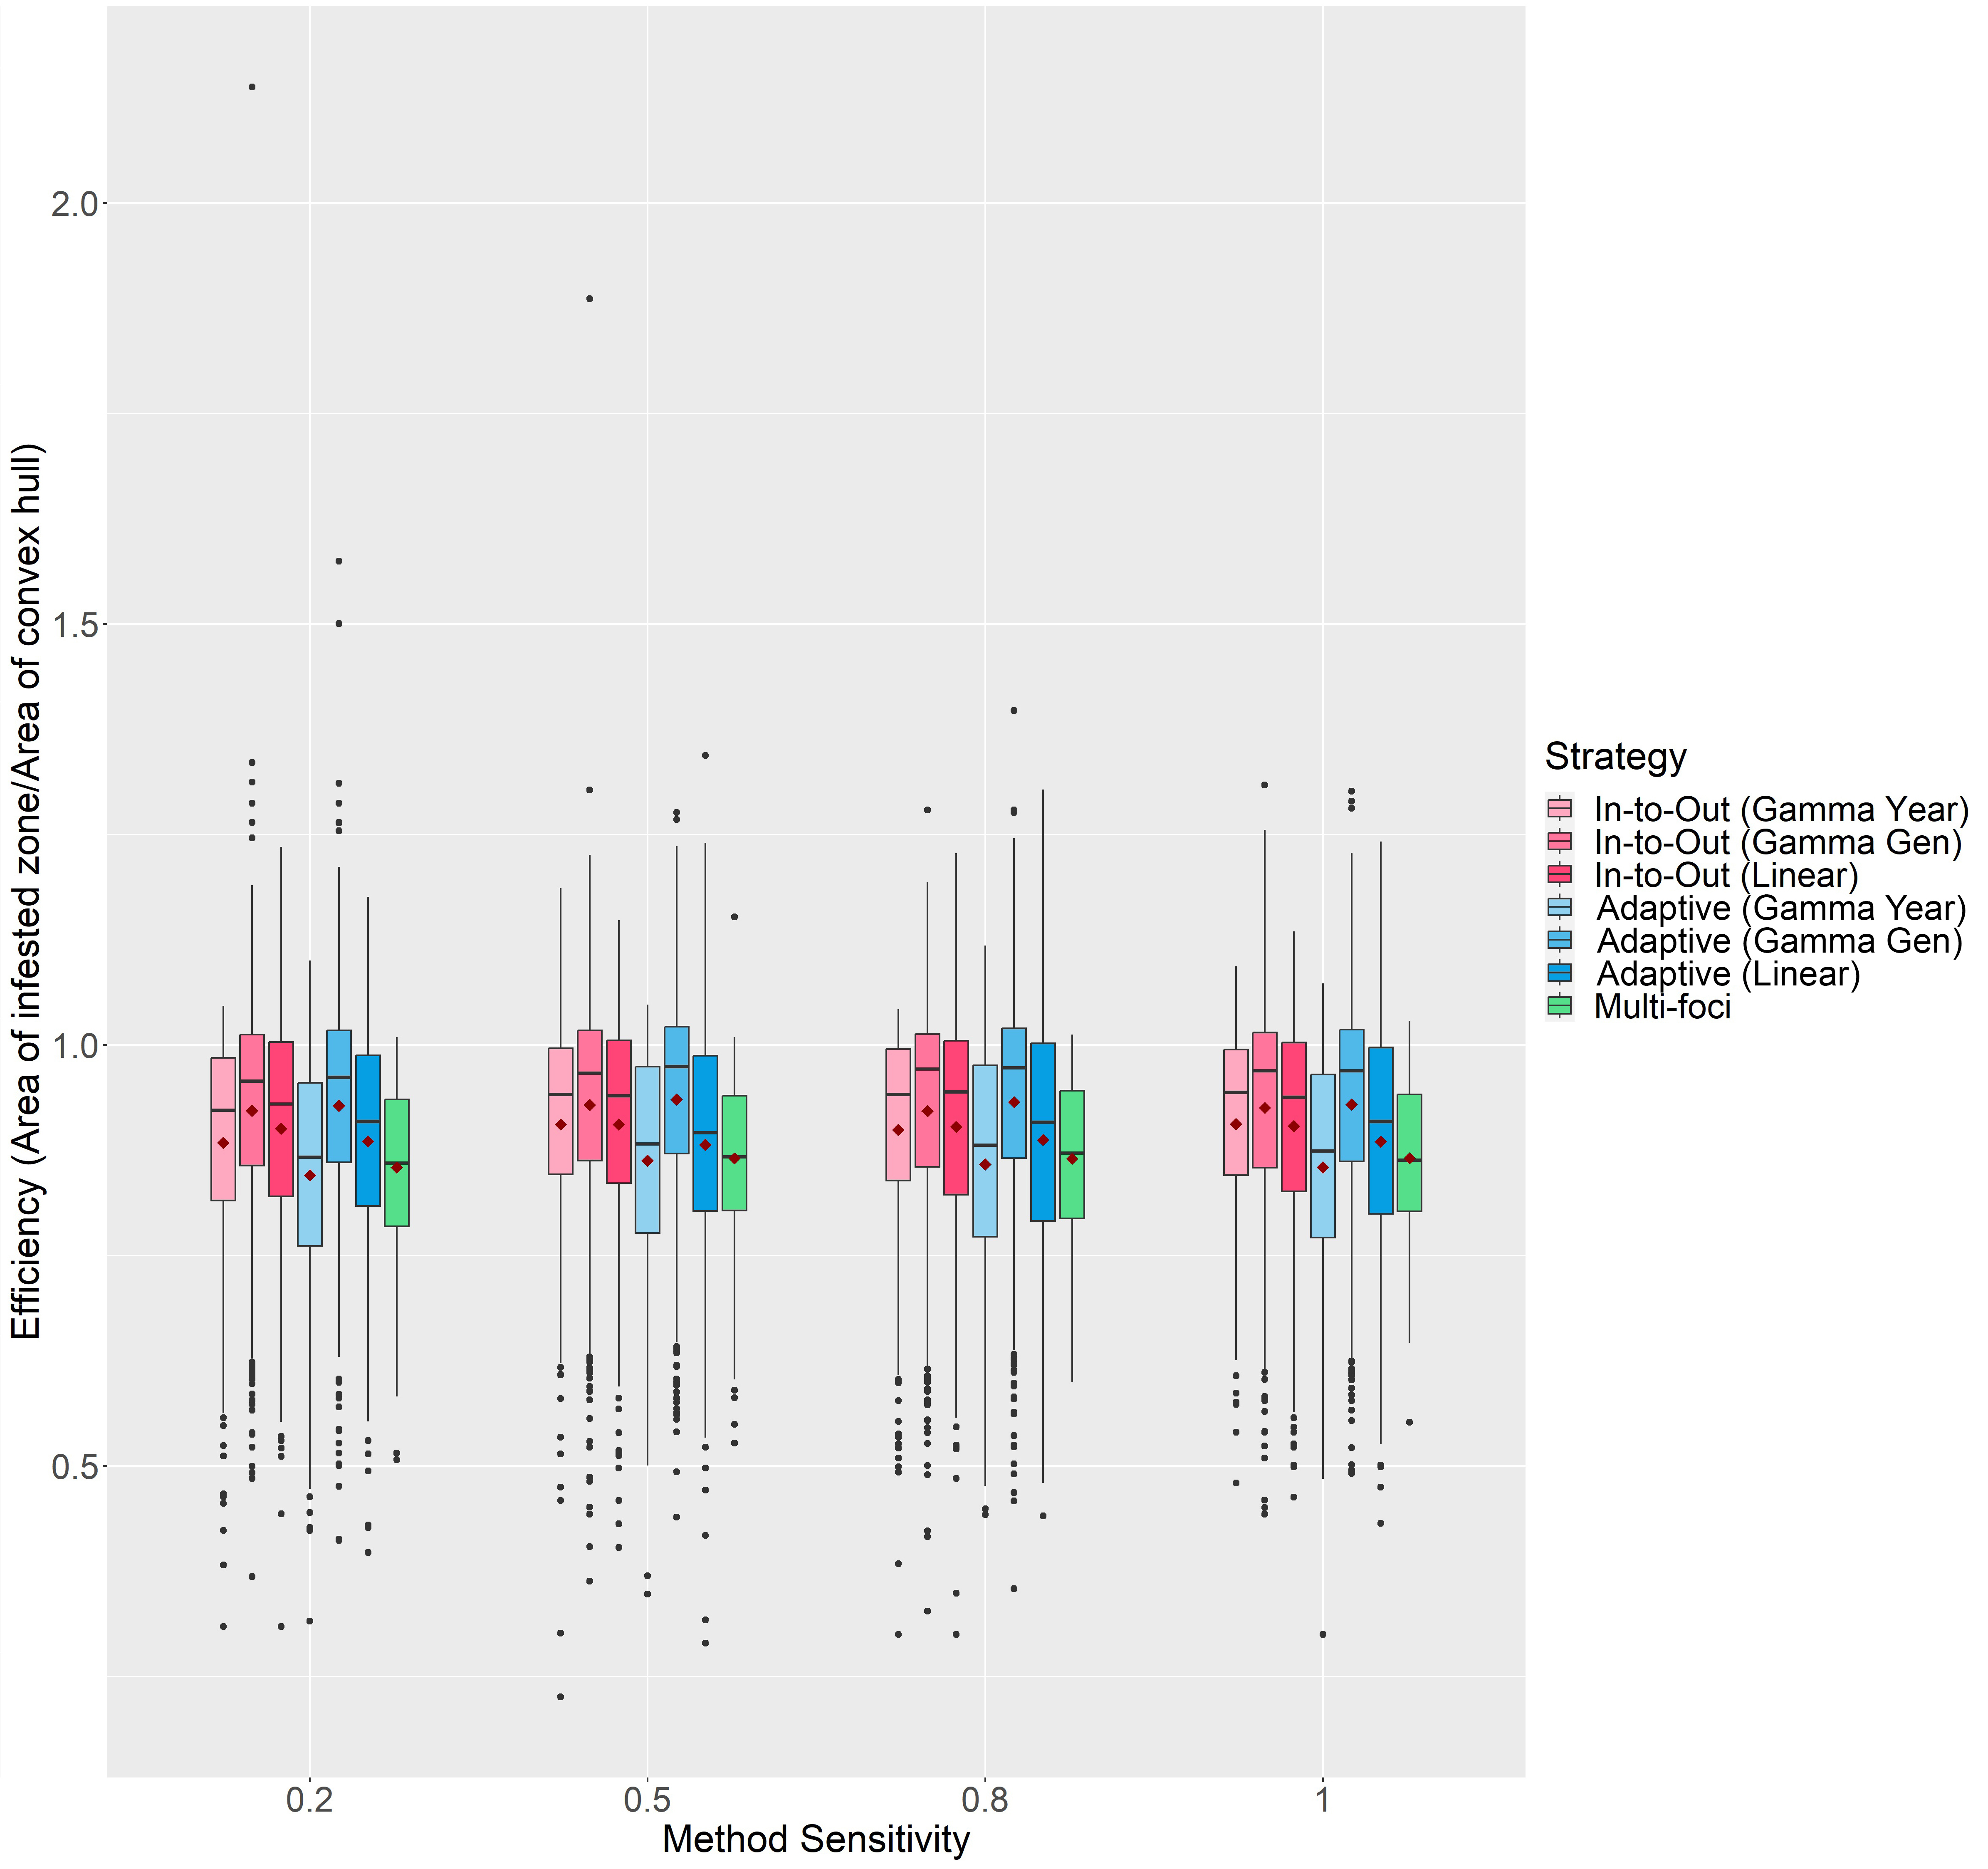 Efficiency (Area of infested zone/Area of convex hull)
2.0
1.5
1.0
0.5
0.2
0.5
0.8
1
Method Sensitivity
Strategy
In-to-Out (Gamma Year)
In-to-Out (Gamma Gen)
In-to-Out (Linear)
Adaptive (Gamma Year)
Adaptive (Gamma Gen)
Adaptive (Linear)
Multi-foci